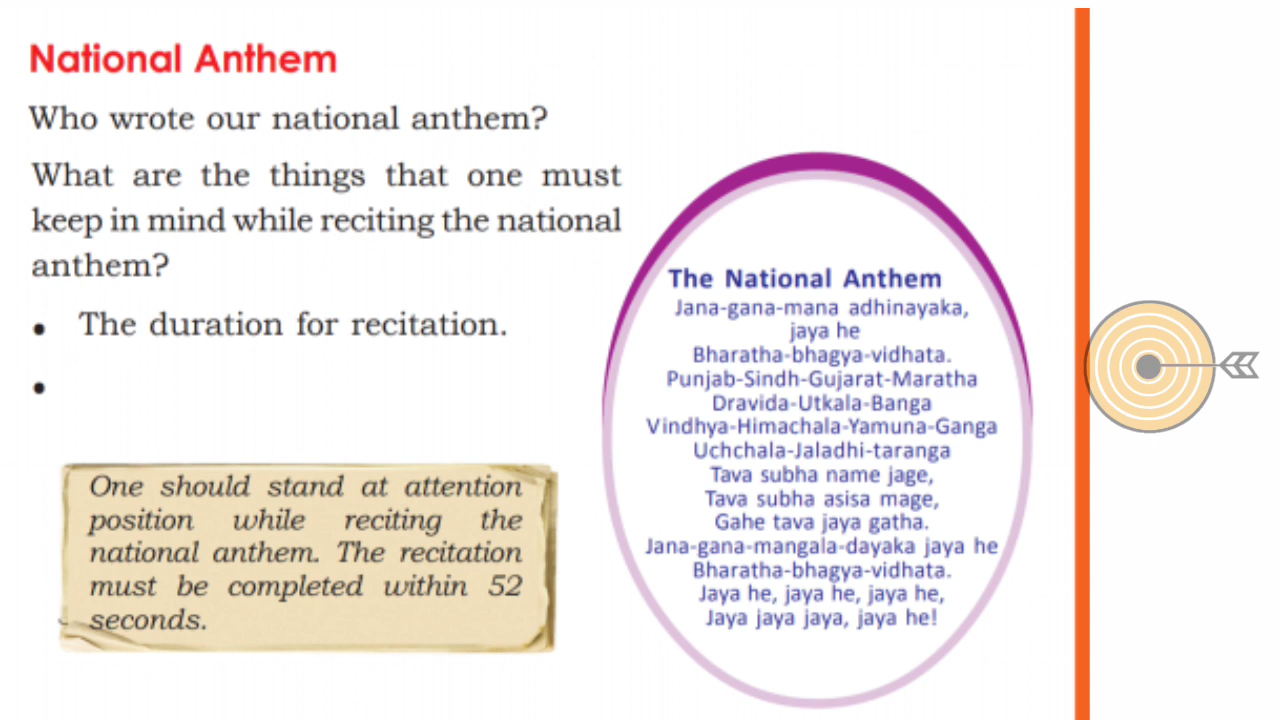 National Anthem
Who wrote our national anthem?
What are the things that one must
keep in mind while reciting the national
anthem?
• The duration for recitation.
•
One should stand at attention
position while reciting the
national anthem. The recitation
must be completed within 52
seconds.
The National Anthem
Jana-gana-mana adhinayaka,
jaya he
Bharatha-bhagya-vidhata.
Punjab-Sindh-Gujarat-Maratha
Dravida-Utkala-Banga
Vindhya-Himachala-Yamuna-Ganga
Uchchala-Jaladhi-taranga
Tava subha name jage,
Tava subha asisa mage,
Gahe tava jaya gatha.
Jana-gana-mangala-dayaka jaya he
Bharatha-bhagya-vidhata.
Jaya he, jaya he, jaya he,
Jaya jaya jaya, jaya he!